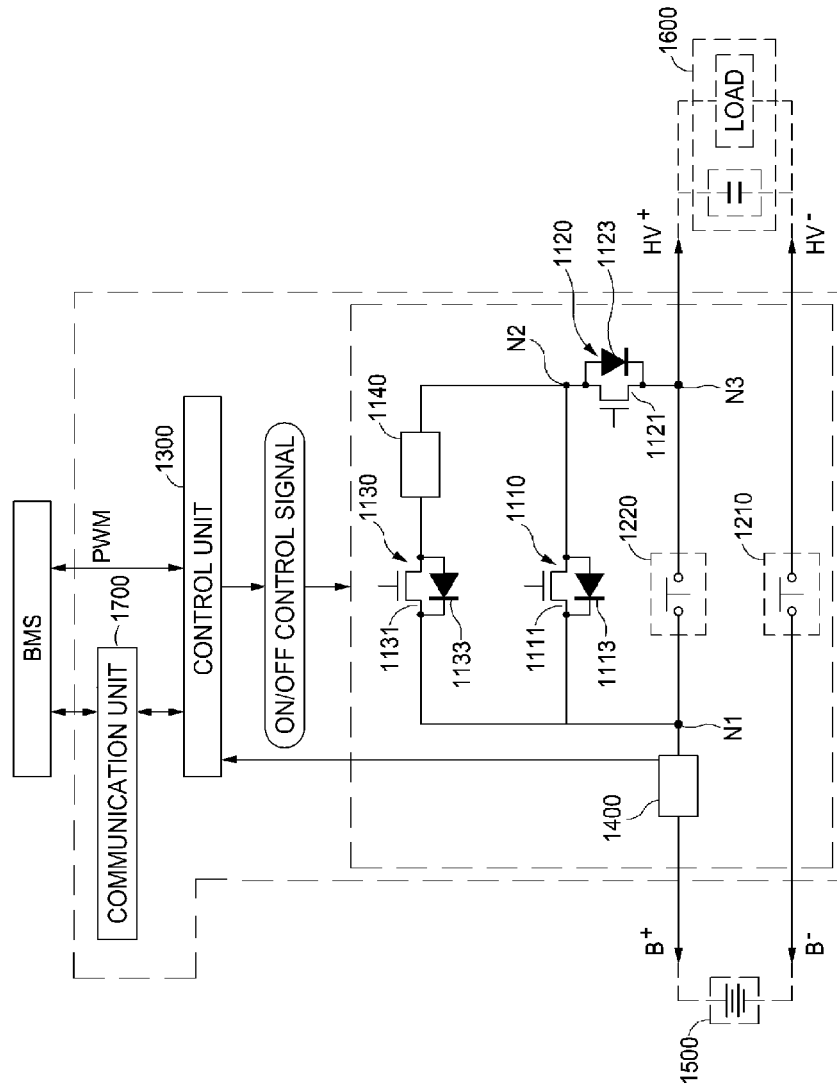 BMS
PWM
1700
COMMUNICATION UNIT
1300
CONTROL UNIT
ON/OFF CONTROL SIGNAL
1140
1130
1131
1133
N2
1120
1123
1121
1110
1111
1113
1220
1210
N1
N3
1400
B+
B-
1500
HV+
HV-
1600
LOAD